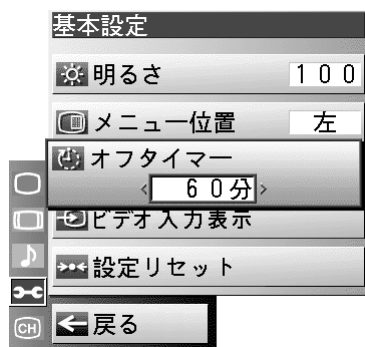 基本設定
明るさ 100
メニュー位置 左
オフタイマー
60分
ビデオ入力表示
設定リセット
戻る
CH